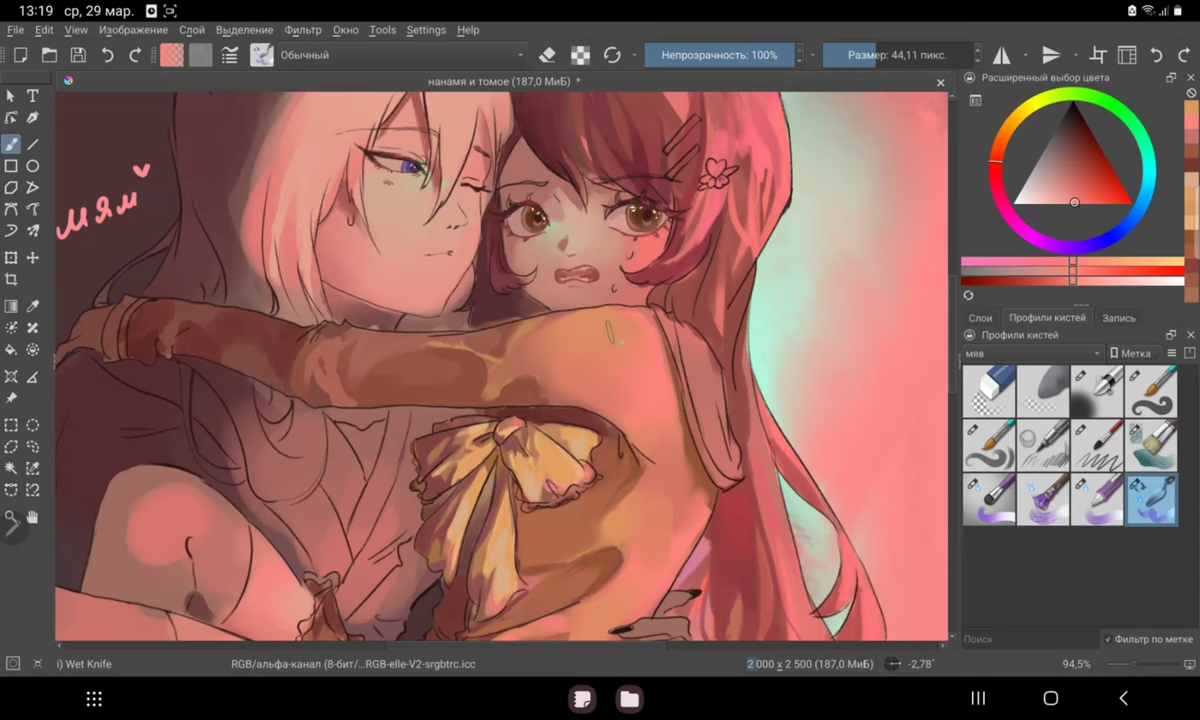 13:19 ср, 29 мар.
File Edit View Изображение Слой Выделение Фильтр Окно Tools Settings Help
Обычный Непрозрачность: 100% Размер: 44,11 пикс.
нанамя и томое (187,0 МиБ) *
Расширенный выбор цвета
мям
Слои Профили кистей Запись
Профили кистей
мяв Метка
Поиск Фильтр по метке
i) Wet Knife RGB/альфа-канал (8-бит/...RGB-elle-V2-srgbtrc.icc 2 000 x 2 500 (187,0 МиБ) -2,78° 94,5%